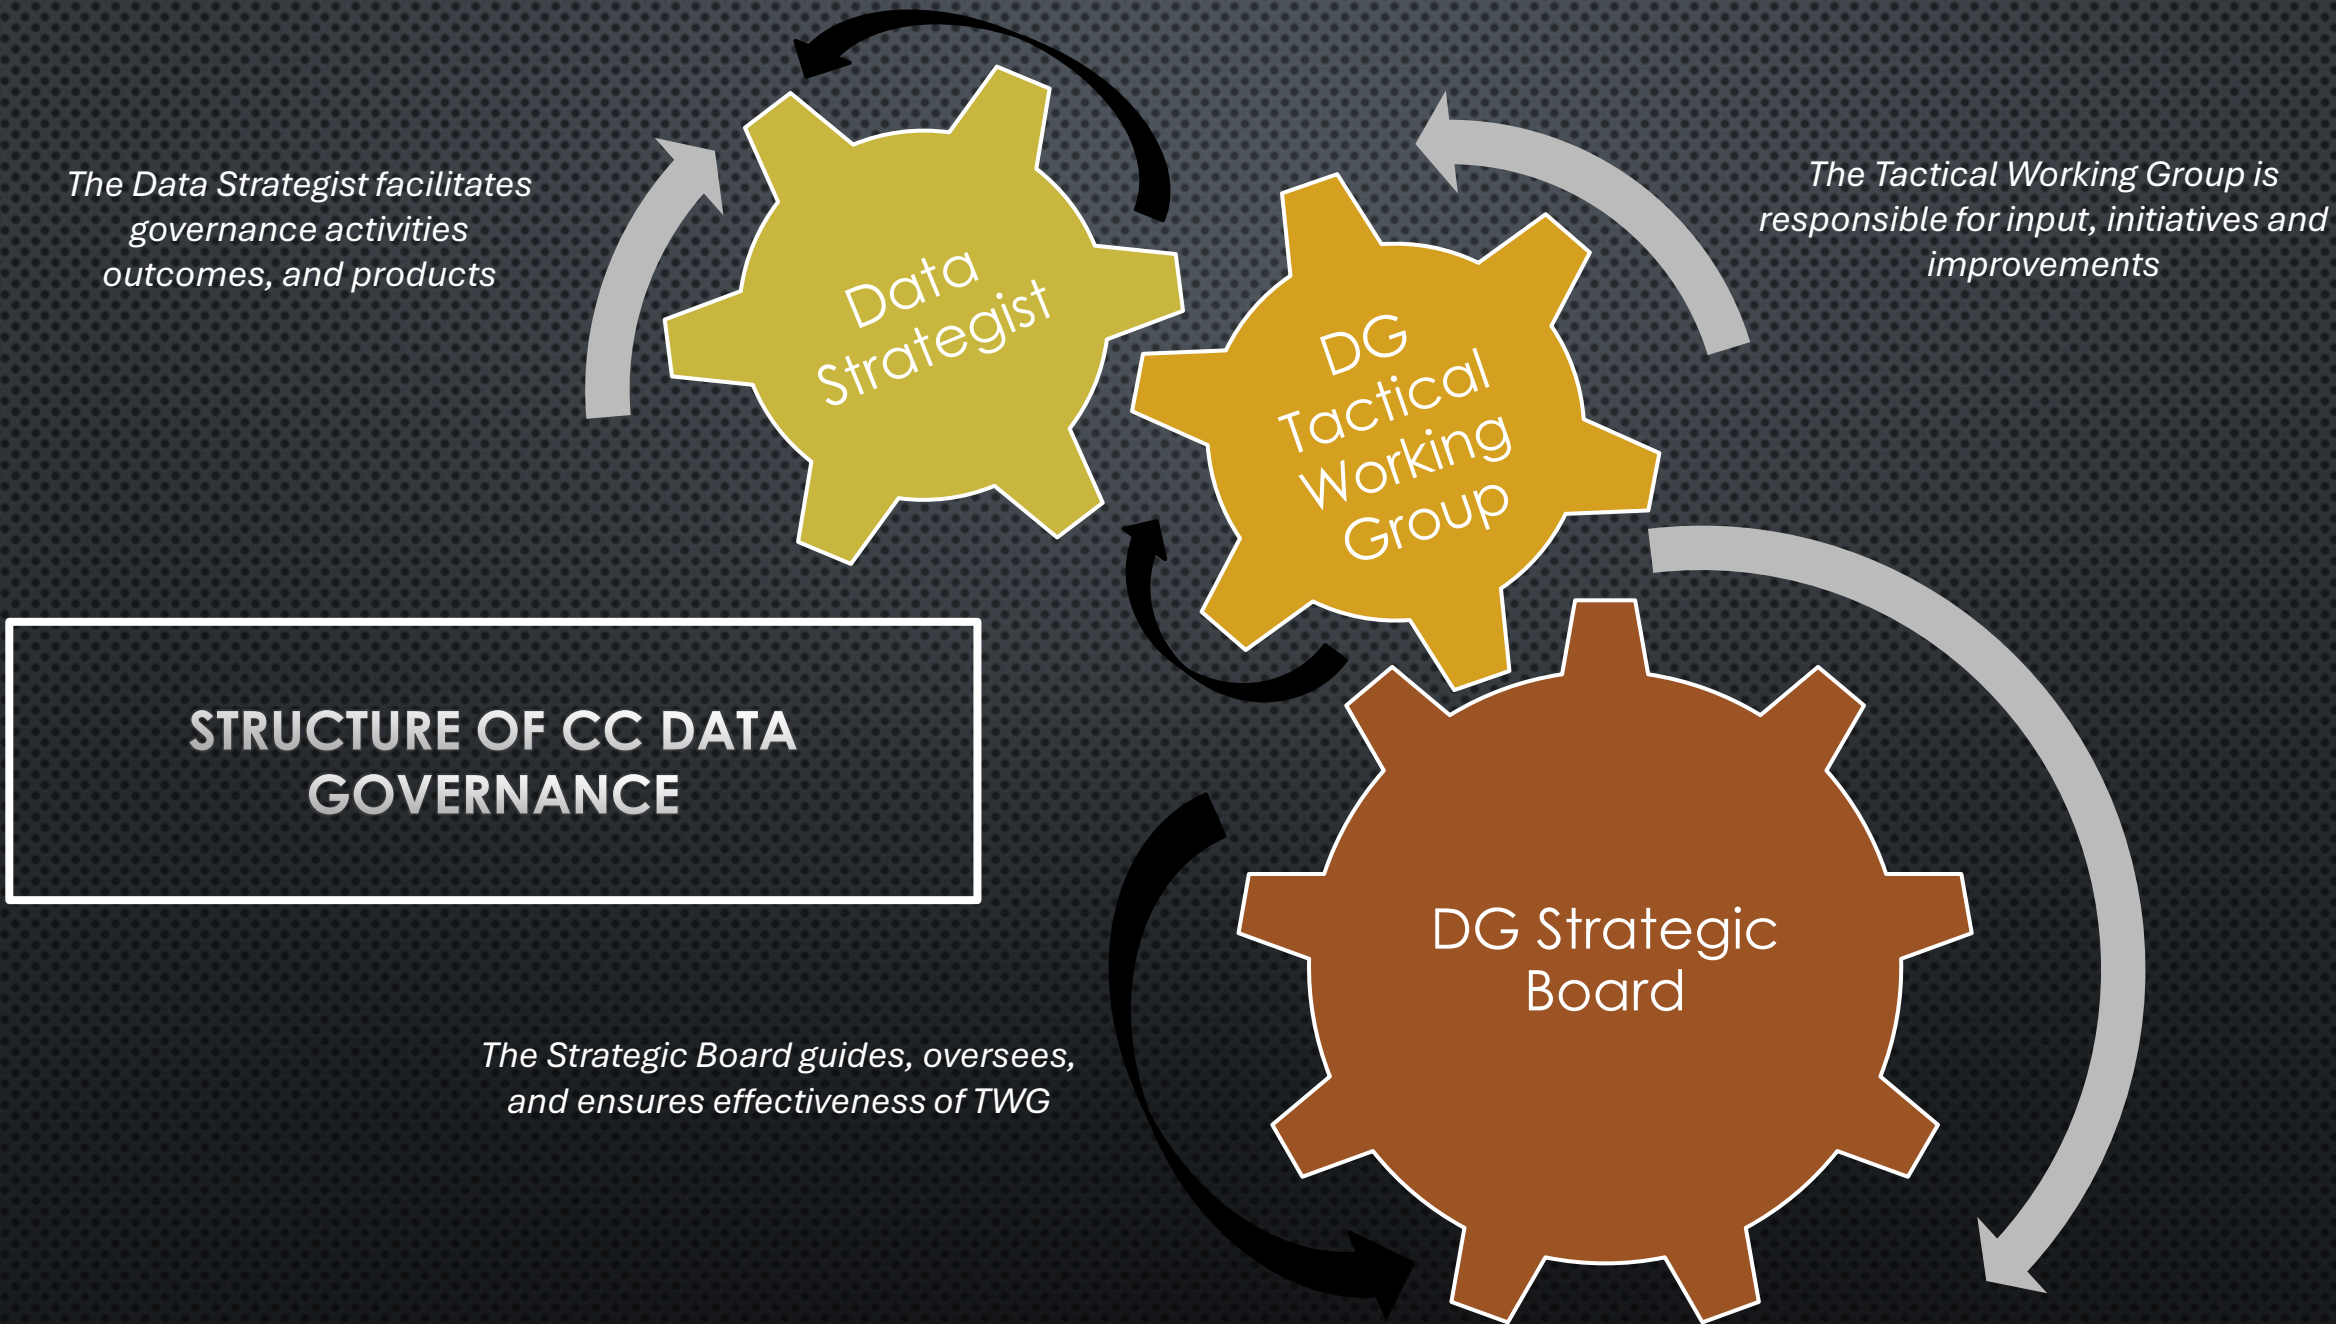 The Data Strategist facilitates
governance activities
outcomes, and products
Data
Strategist
DG
Tactical
Working
Group
The Tactical Working Group is
responsible for input, initiatives and
improvements
STRUCTURE OF CC DATA
GOVERNANCE
DG Strategic
Board
The Strategic Board guides, oversees,
and ensures effectiveness of TWG